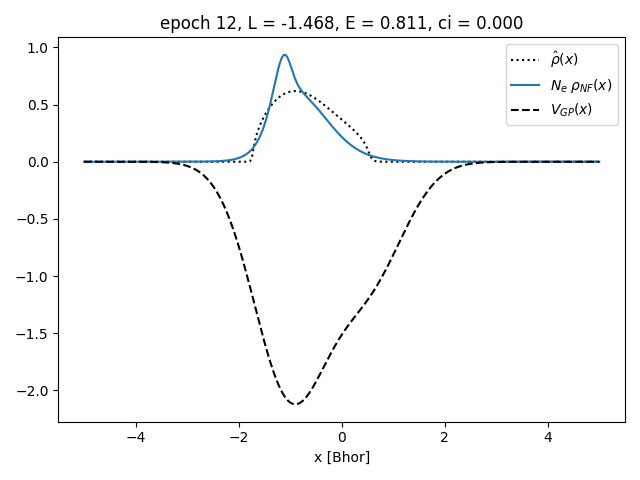 epoch 12, L = -1.468, E = 0.811, ci = 0.000
1.0
0.5
0.0
−0.5
−1.0
−1.5
−2.0
ρ̂(x)
N_e ρ_NF(x)
V_GP(x)
−4 −2 0 2 4
x [Bhor]